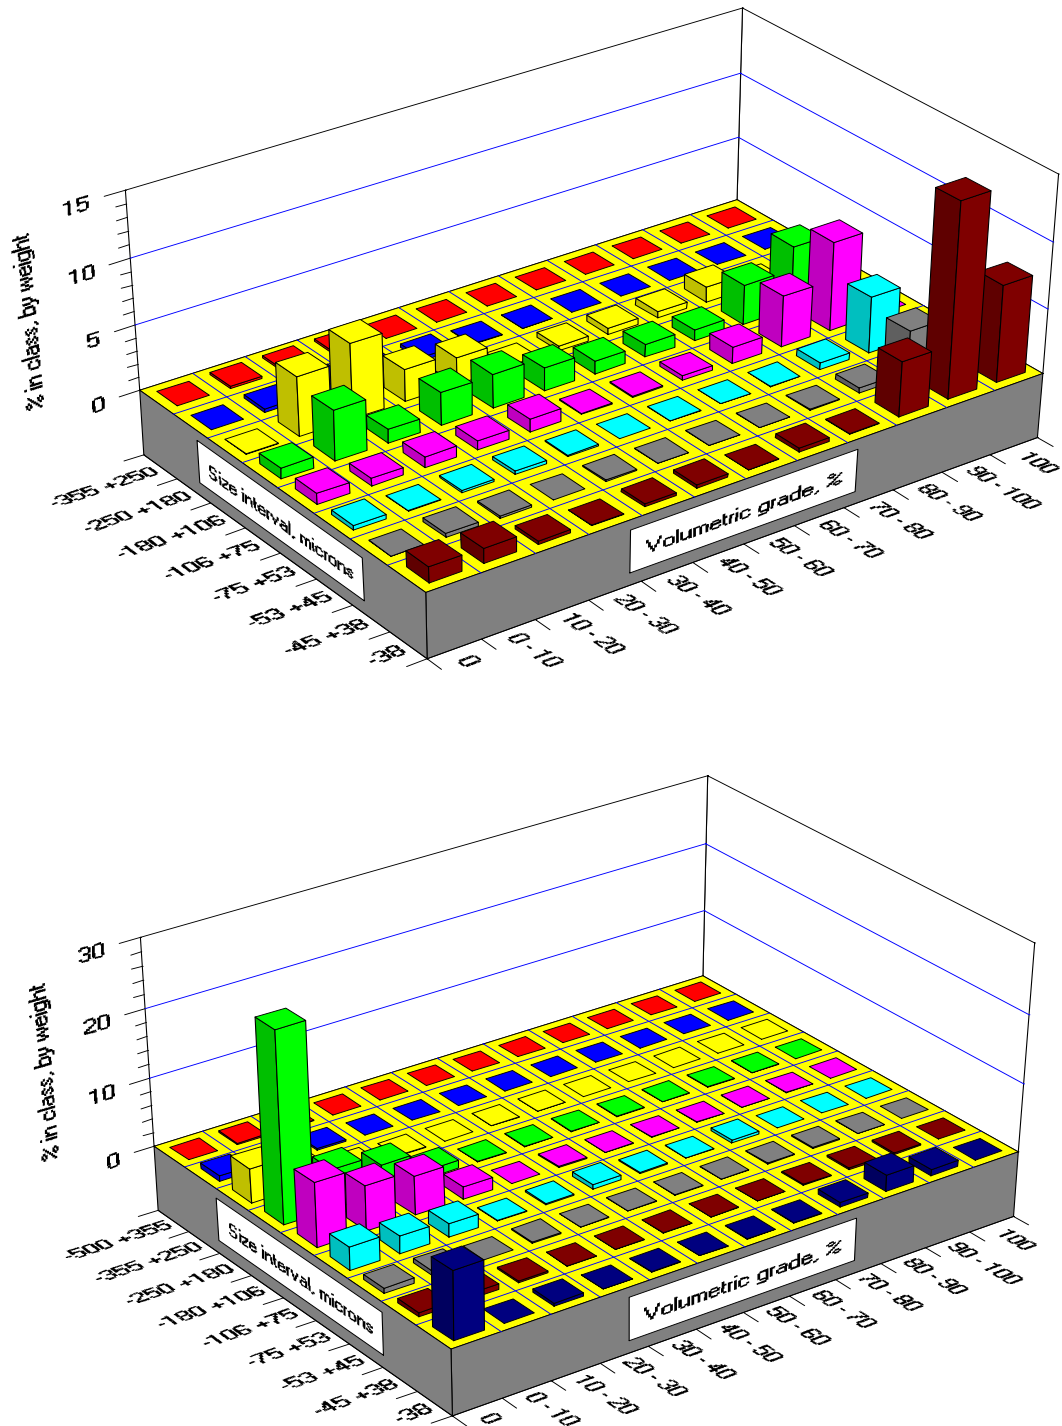 15
10
5
0
% in class, by weight
-355 +250
-250 +180
-180 +106
-106 +75
-75 +53
-53 +45
-45 +38
-38
Size interval, microns
Volumetric grade, %
0
0 - 10
10 - 20
20 - 30
30 - 40
40 - 50
50 - 60
60 - 70
70 - 80
80 - 90
90 - 100
100
30
20
10
0
% in class, by weight
-500 +355
-355 +250
-250 +180
-180 +106
-106 +75
-75 +53
-53 +45
-45 +38
-38
Size interval, microns
Volumetric grade, %
0
0 - 10
10 - 20
20 - 30
30 - 40
40 - 50
50 - 60
60 - 70
70 - 80
80 - 90
90 - 100
100